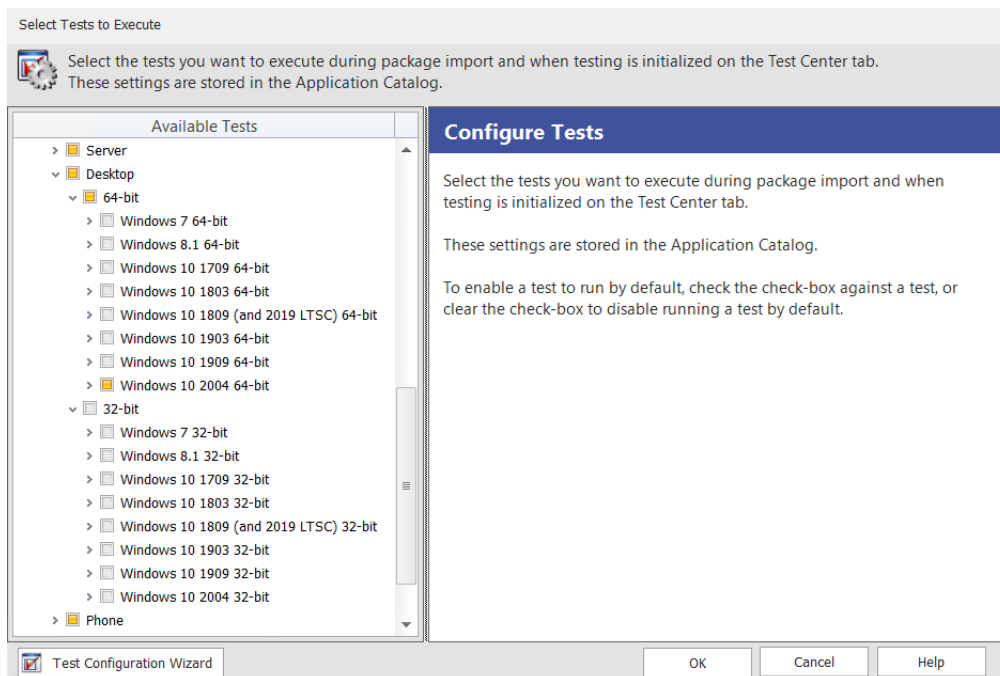 Select Tests to Execute
Select the tests you want to execute during package import and when testing is initialized on the Test Center tab.
These settings are stored in the Application Catalog.
Available Tests
Server
Desktop
64-bit
Windows 7 64-bit
Windows 8.1 64-bit
Windows 10 1709 64-bit
Windows 10 1803 64-bit
Windows 10 1809 (and 2019 LTSC) 64-bit
Windows 10 1903 64-bit
Windows 10 1909 64-bit
Windows 10 2004 64-bit
32-bit
Windows 7 32-bit
Windows 8.1 32-bit
Windows 10 1709 32-bit
Windows 10 1803 32-bit
Windows 10 1809 (and 2019 LTSC) 32-bit
Windows 10 1903 32-bit
Windows 10 1909 32-bit
Windows 10 2004 32-bit
Phone
Configure Tests
Select the tests you want to execute during package import and when
testing is initialized on the Test Center tab.
These settings are stored in the Application Catalog.
To enable a test to run by default, check the check-box against a test, or
clear the check-box to disable running a test by default.
Test Configuration Wizard
OK
Cancel
Help